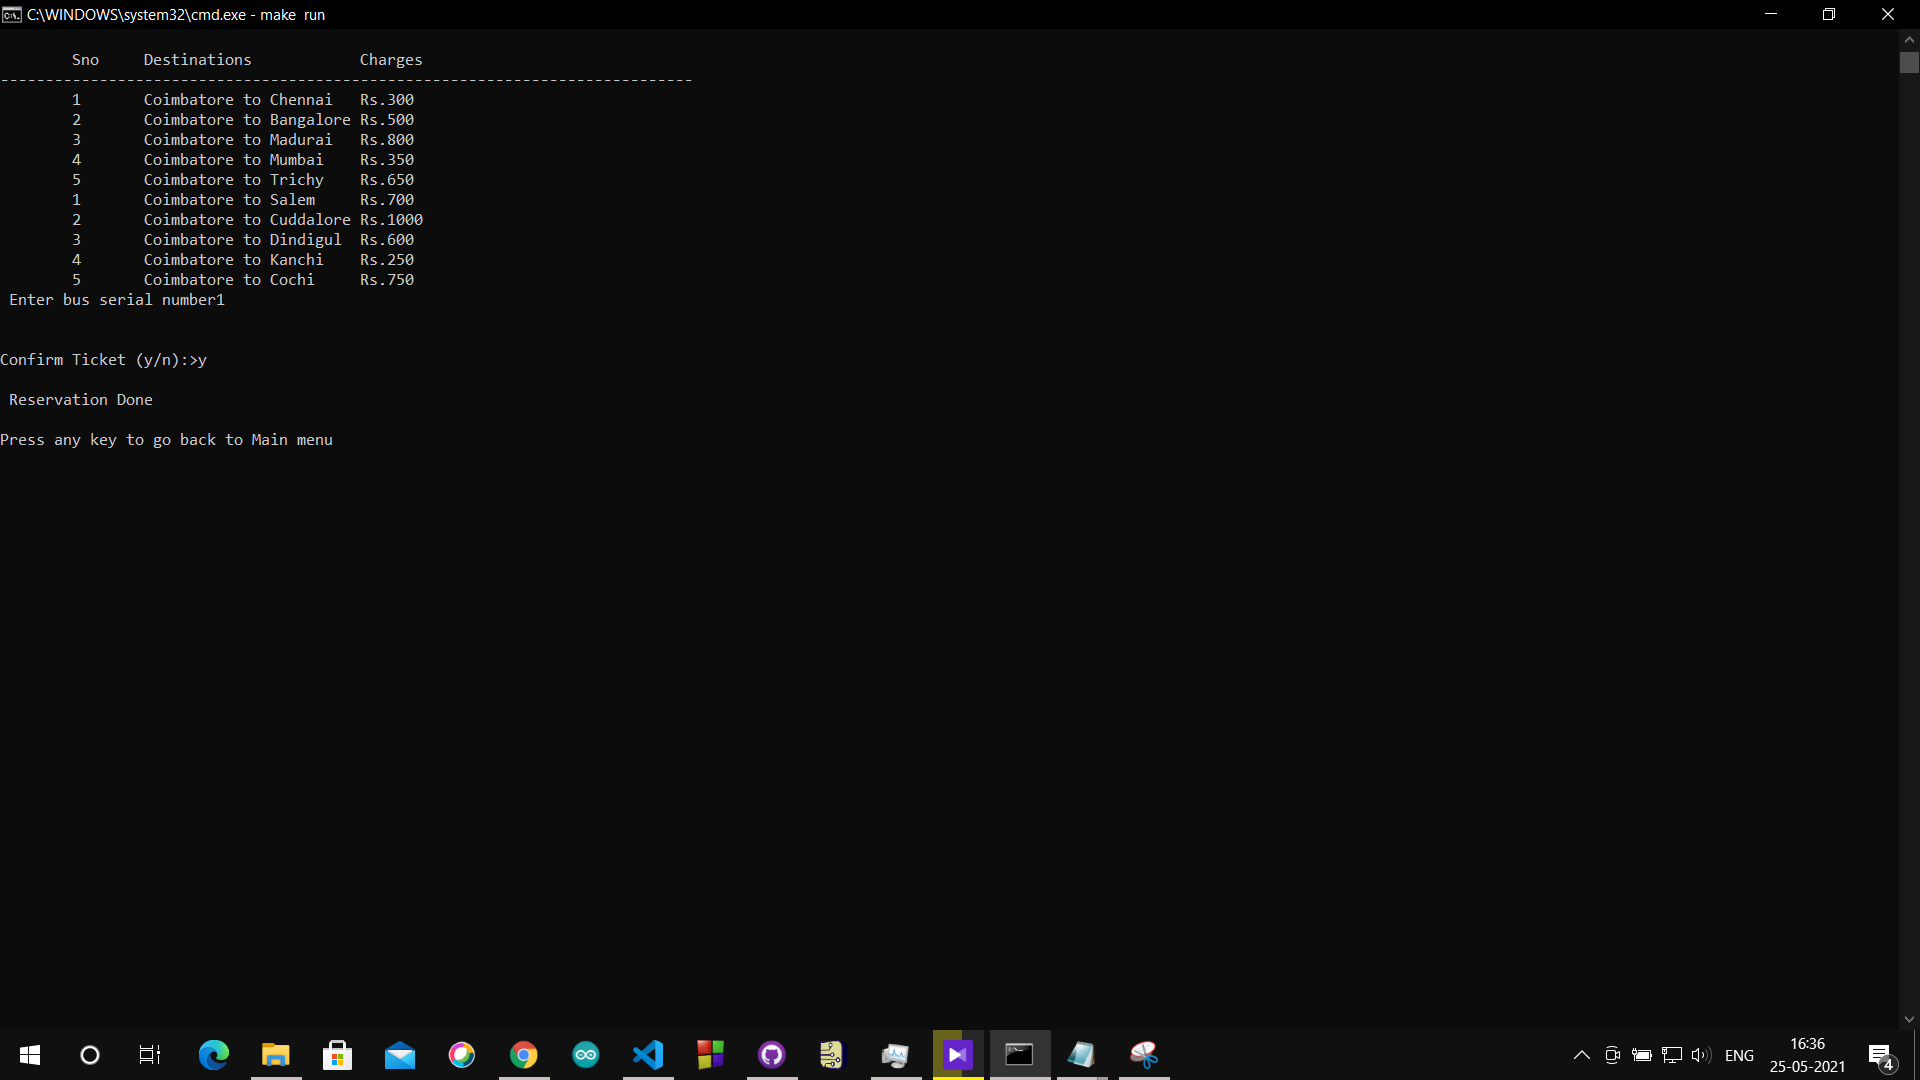 C:\WINDOWS\system32\cmd.exe - make  run
Sno     Destinations            Charges
-----------------------------------------------------------------------------
1       Coimbatore to Chennai   Rs.300
2       Coimbatore to Bangalore Rs.500
3       Coimbatore to Madurai   Rs.800
4       Coimbatore to Mumbai    Rs.350
5       Coimbatore to Trichy    Rs.650
1       Coimbatore to Salem     Rs.700
2       Coimbatore to Cuddalore Rs.1000
3       Coimbatore to Dindigul  Rs.600
4       Coimbatore to Kanchi    Rs.250
5       Coimbatore to Cochi     Rs.750
Enter bus serial number1
Confirm Ticket (y/n):>y
Reservation Done
Press any key to go back to Main menu
ENG
16:36
25-05-2021
4